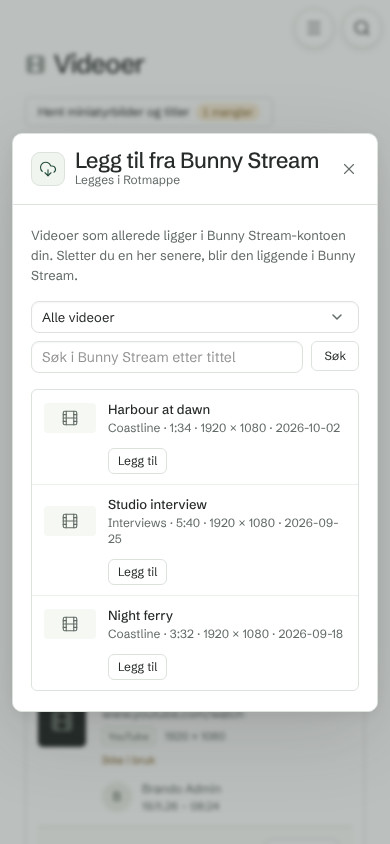 Videoer
Hent miniatyrbilder og titler 1 mangler
Legg til fra Bunny Stream
Legges i Rotmappe
Videoer som allerede ligger i Bunny Stream-kontoen
din. Sletter du en her senere, blir den liggende i Bunny
Stream.
Alle videoer
Søk i Bunny Stream etter tittel
Søk
Harbour at dawn
Coastline · 1:34 · 1920 × 1080 · 2026-10-02
Legg til
Studio interview
Interviews · 5:40 · 1920 × 1080 · 2026-09-
25
Legg til
Night ferry
Coastline · 3:32 · 1920 × 1080 · 2026-09-18
Legg til
YouTube 1920 × 1080
Ikke i bruk
Brando Admin